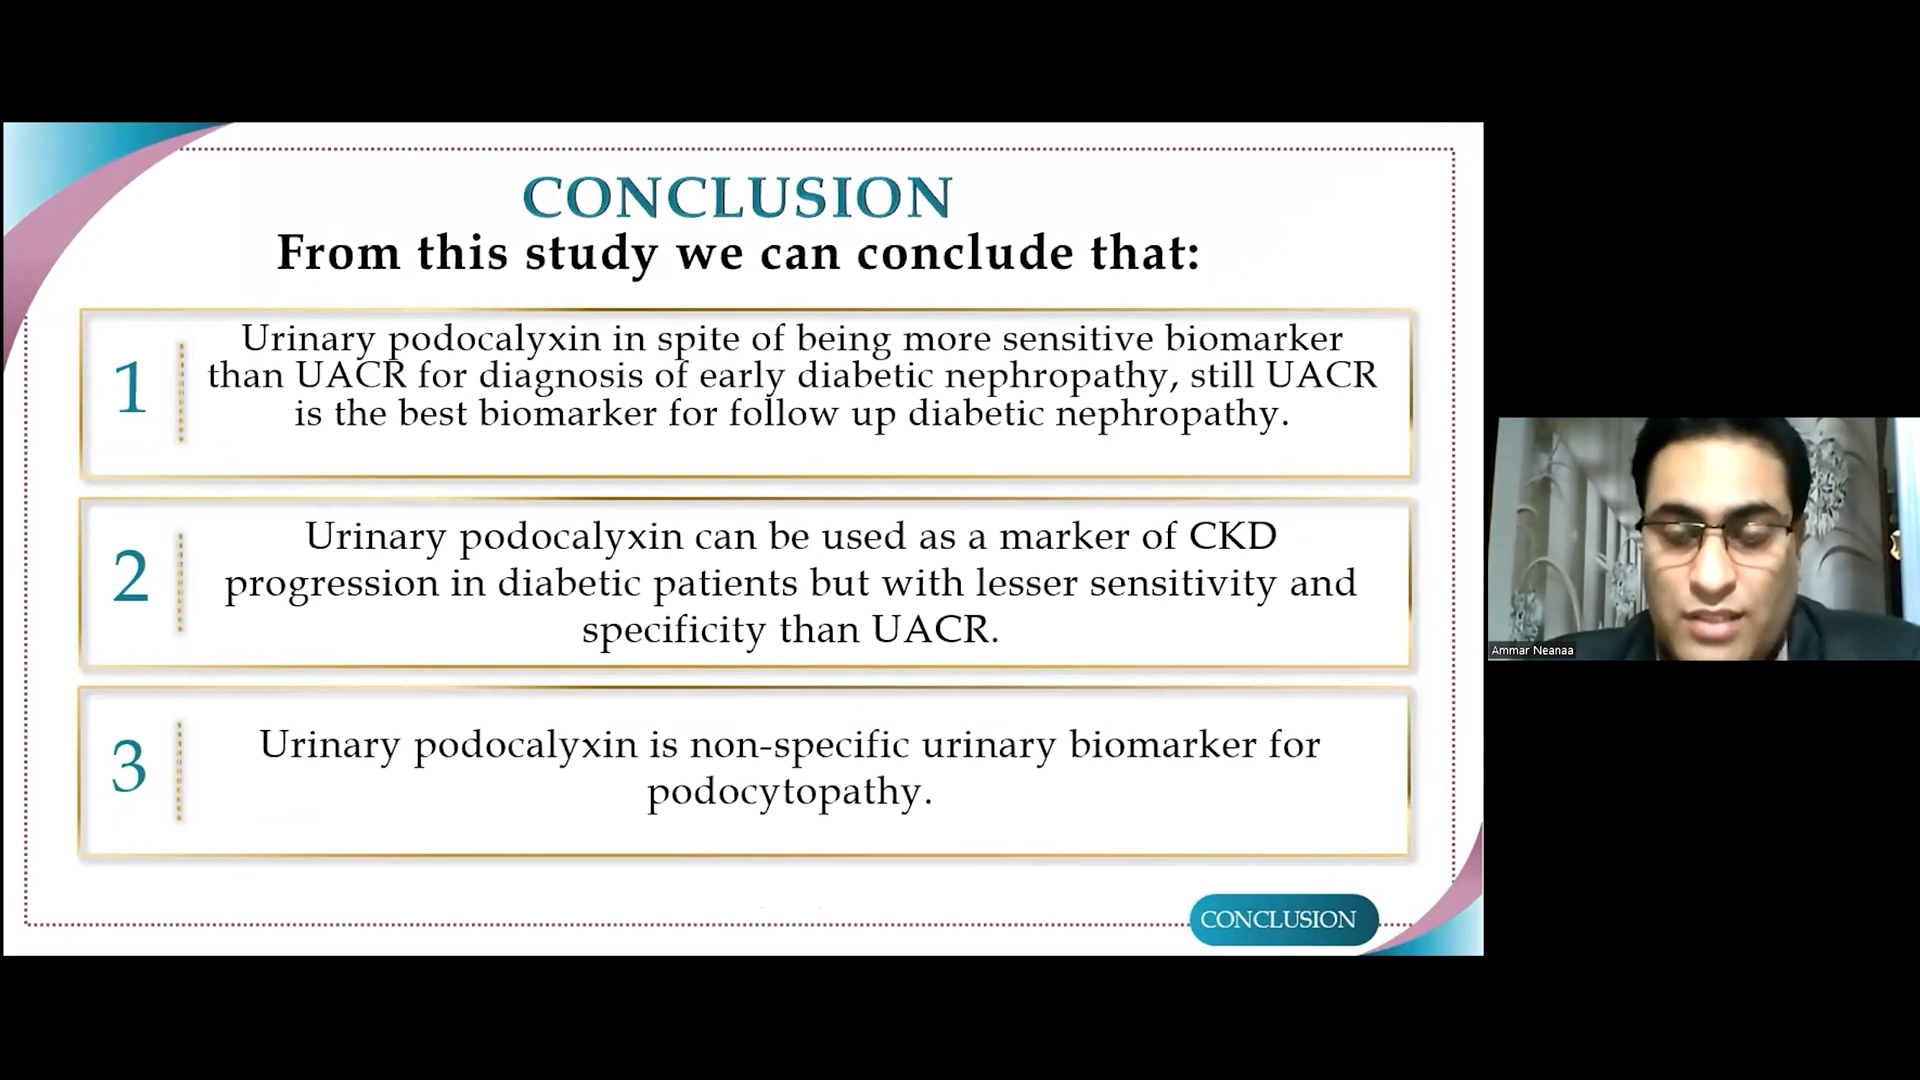 CONCLUSION
From this study we can conclude that:
1
Urinary podocalyxin in spite of being more sensitive biomarker
than UACR for diagnosis of early diabetic nephropathy, still UACR
is the best biomarker for follow up diabetic nephropathy.
2
Urinary podocalyxin can be used as a marker of CKD
progression in diabetic patients but with lesser sensitivity and
specificity than UACR.
3
Urinary podocalyxin is non-specific urinary biomarker for
podocytopathy.
CONCLUSION
Ammar Neanaa